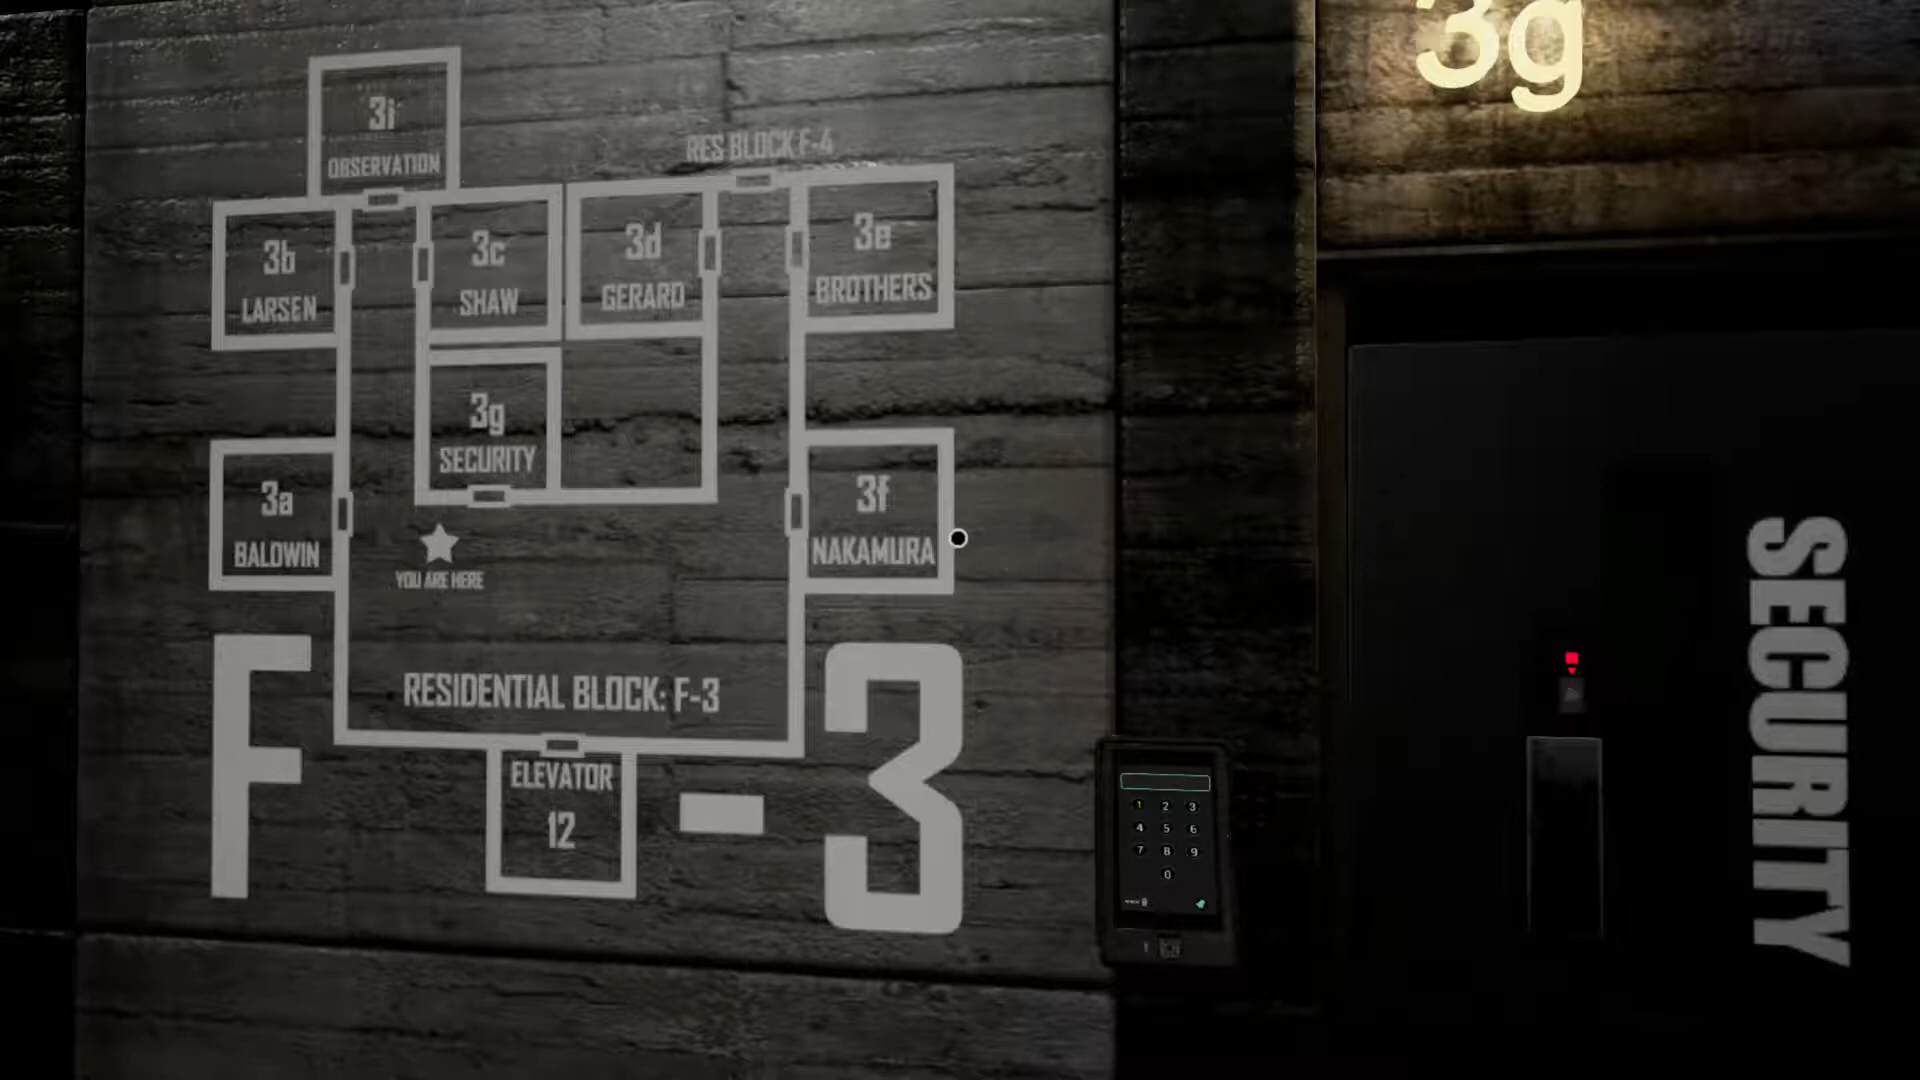 3g
3i
OBSERVATION
RES BLOCK F-4
3b
LARSEN
3c
SHAW
3d
GERARD
3e
BROTHERS
3g
SECURITY
3a
BALDWIN
3f
NAKAMURA
YOU ARE HERE
RESIDENTIAL BLOCK: F-3
F-3
ELEVATOR
12
1 2 3
4 5 6
7 8 9
0
SECURITY